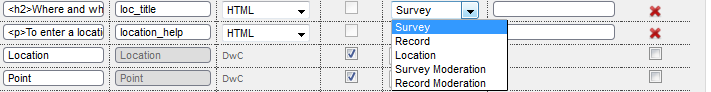 <h2>Where and wh loc_title HTML Survey
<p>To enter a locati location_help HTML Survey
Record
Location Location DwC Location
Point Point DwC Survey Moderation
Record Moderation